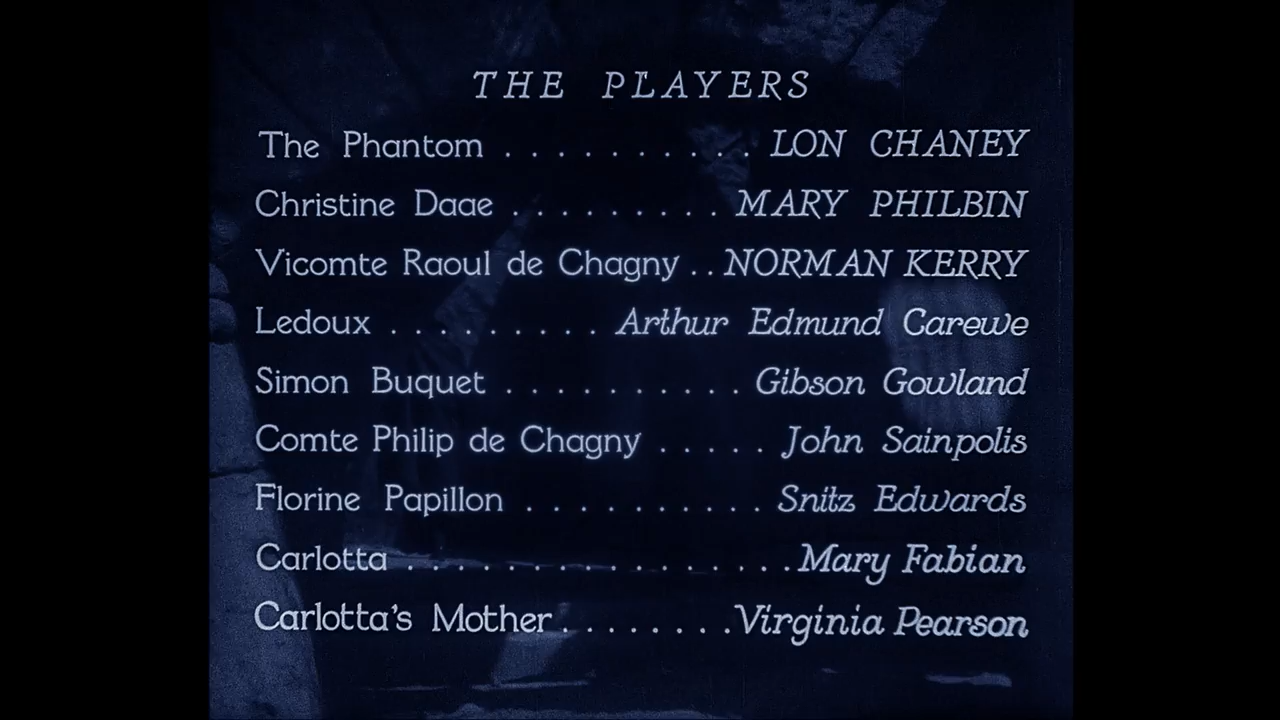 THE PLAYERS
The Phantom . . . . . . . . . . LON CHANEY
Christine Daae . . . . . . . . . MARY PHILBIN
Vicomte Raoul de Chagny . . NORMAN KERRY
Ledoux . . . . . . . . . Arthur Edmund Carewe
Simon Buquet . . . . . . . . . . Gibson Gowland
Comte Philip de Chagny . . . . . John Sainpolis
Florine Papillon . . . . . . . . . . Snitz Edwards
Carlotta . . . . . . . . . . . . . . . . Mary Fabian
Carlotta's Mother . . . . . . . . Virginia Pearson